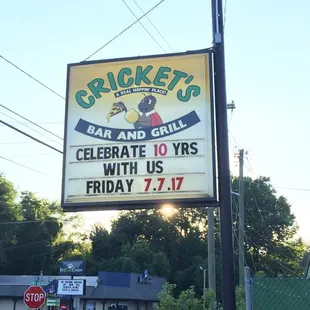 CRICKET'S
A REAL HOPPIN' PLACE!
BAR AND GRILL
CELEBRATE 10 YRS
WITH US
FRIDAY 7.7.17
STOP